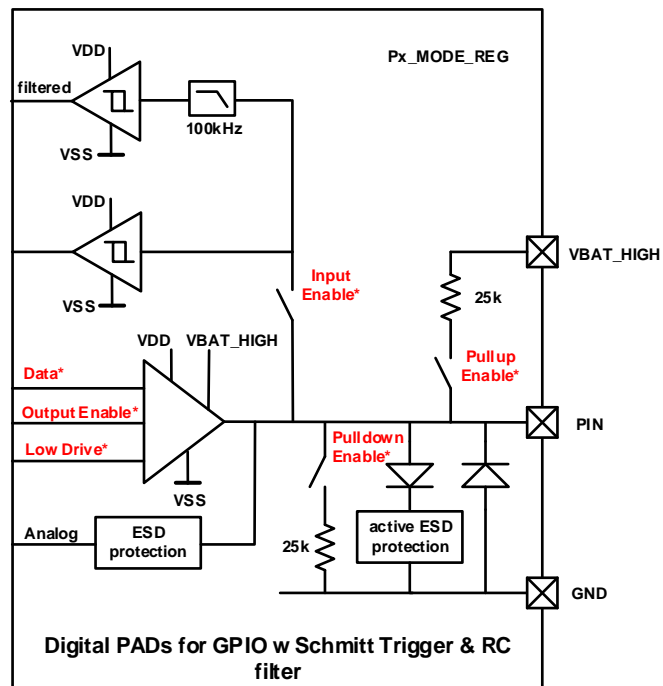 VDD
Px_MODE_REG
filtered
100kHz
VSS
VDD
VBAT_HIGH
Input
Enable*
25k
VSS
VDD
VBAT_HIGH
Pullup
Enable*
Data*
Output Enable*
PIN
Pulldown
Enable*
Low Drive*
VSS
Analog
ESD
protection
25k
active ESD
protection
GND
Digital PADs for GPIO w Schmitt Trigger & RC
filter